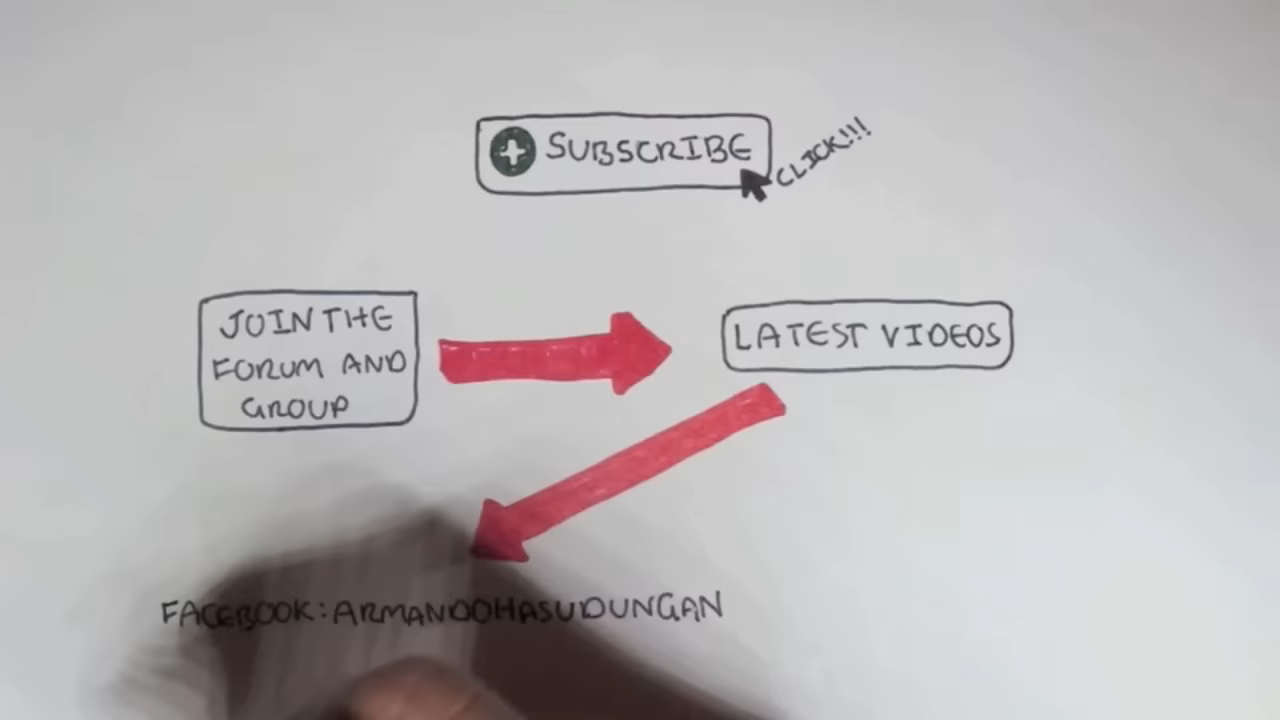 SUBSCRIBE
CLICK!!!
JOIN THE
FORUM AND
GROUP
LATEST VIDEOS
FACEBOOK: ARMANDOHASUDUNGAN